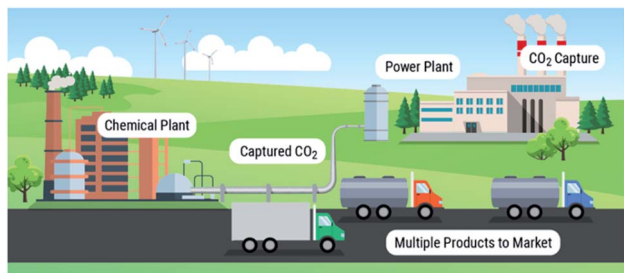 Power Plant
CO₂ Capture
Chemical Plant
Captured CO₂
Multiple Products to Market